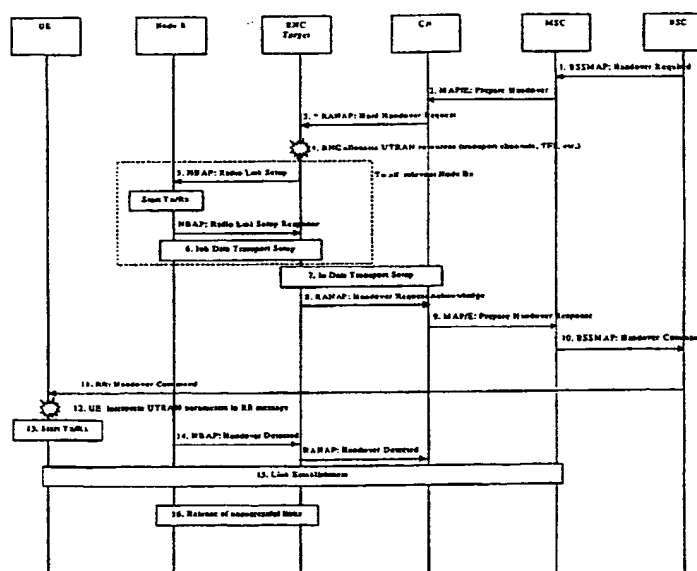 UE
Node B
RNC
Target
CN
MSC
BSC
1. BSSMAP: Handover Required
2. MAP/E: Prepare Handover
3. * RANAP: Hard Handover Request
4. RNC allocates UTRAN resources (transport channels, TFS, etc.)
5. NBAP: Radio Link Setup
To all relevant Node Bs
Start Tx/Rx
NBAP: Radio Link Setup Response
6. Iub Data Transport Setup
7. Iu Data Transport Setup
8. RANAP: Handover Request Acknowledge
9. MAP/E: Prepare Handover Response
10. BSSMAP: Handover Command
11. RR: Handover Command
12. UE interprets UTRAN parameters in RR message
13. Start Tx/Rx
14. NBAP: Handover Detected
RANAP: Handover Detected
15. Link Establishment
16. Release of unsuccessful links